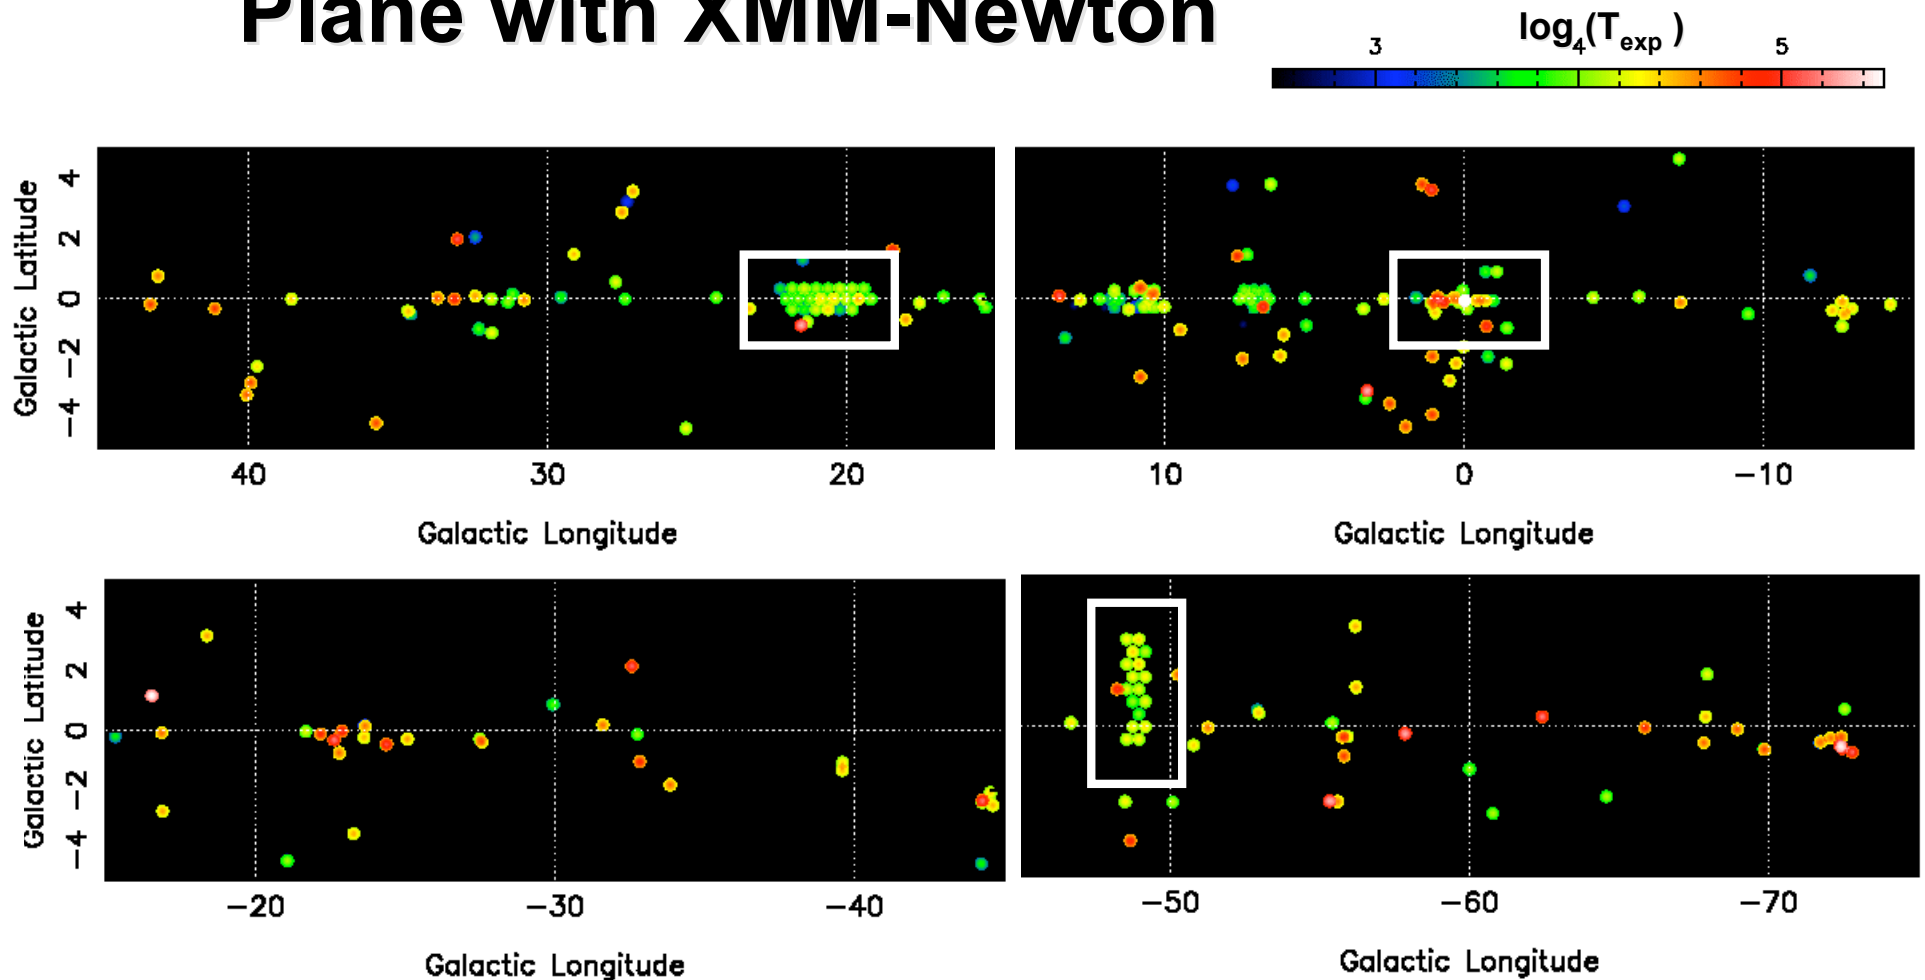 Plane with XMM-Newton
log4(Texp )
3 5
Galactic Latitude
4
2
0
−2
−4
40 30 20
10 0 −10
Galactic Longitude
Galactic Longitude
Galactic Latitude
4
2
0
−2
−4
−20 −30 −40
−50 −60 −70
Galactic Longitude
Galactic Longitude